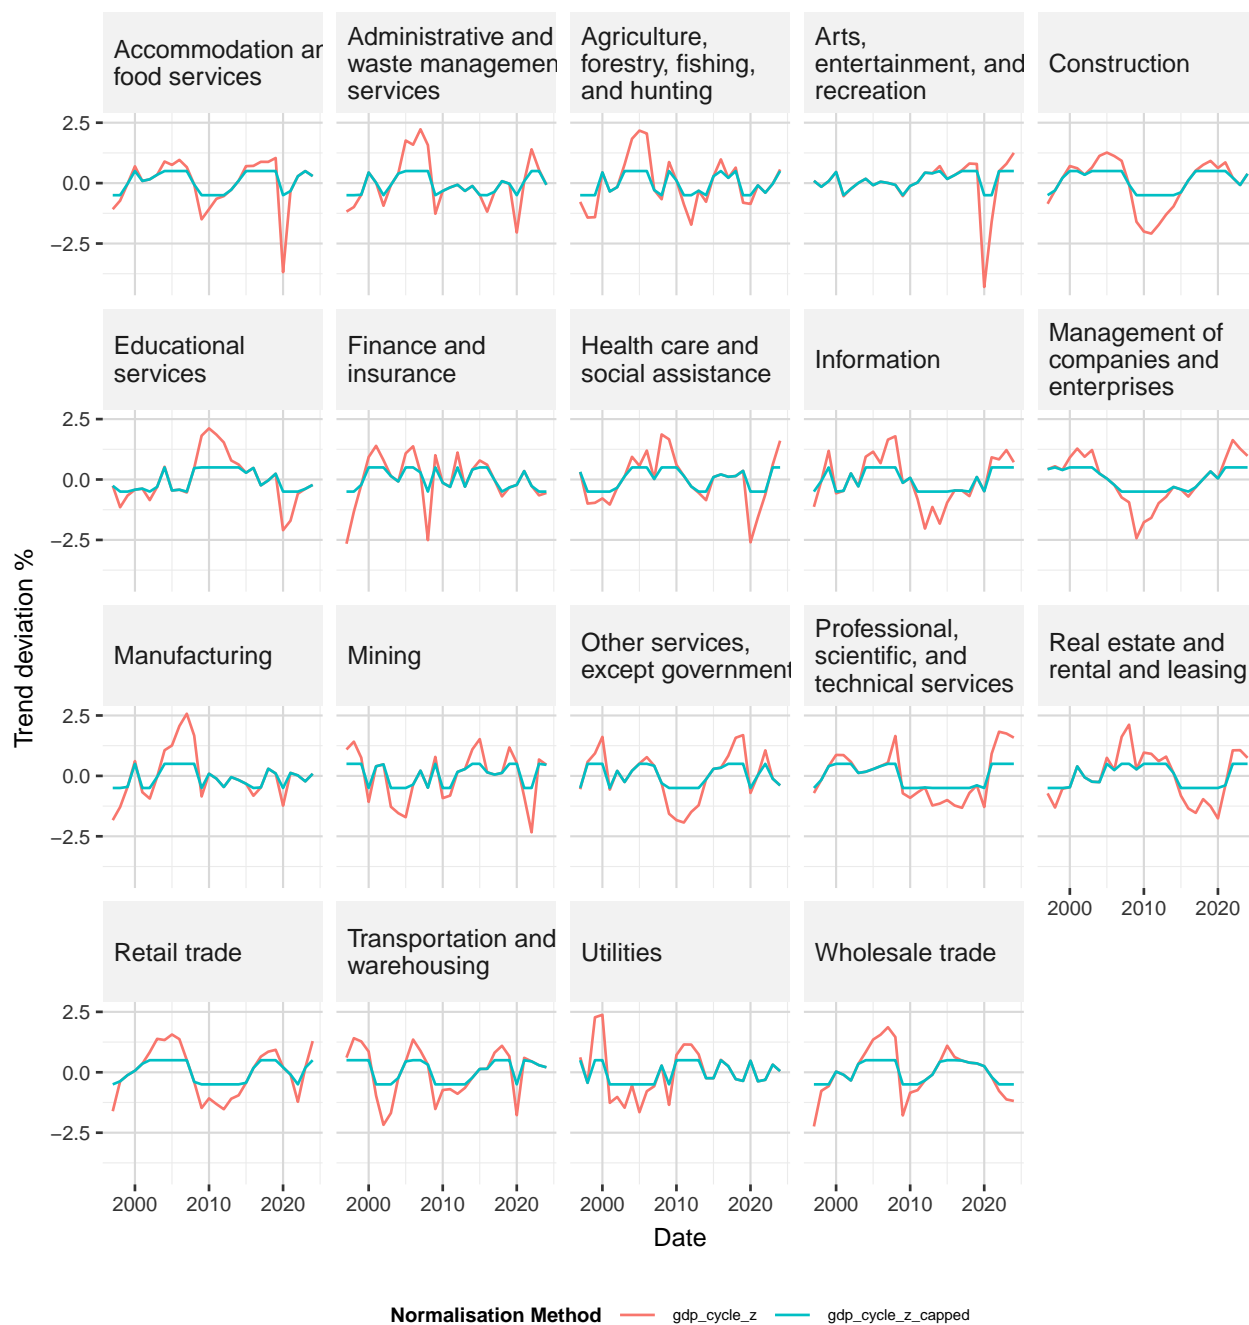 Accommodation ar
food services
Administrative and
waste managemen
services
Agriculture,
forestry, fishing,
and hunting
Arts,
entertainment, and
recreation
Construction
2.5
0.0
−2.5
Educational
services
Finance and
insurance
Health care and
social assistance
Information
Management of
companies and
enterprises
2.5
0.0
−2.5
Trend deviation %
Manufacturing
Mining
Other services,
except government
Professional,
scientific, and
technical services
Real estate and
rental and leasing
2.5
0.0
−2.5
2000 2010 2020
Retail trade
Transportation and
warehousing
Utilities
Wholesale trade
2.5
0.0
−2.5
2000 2010 2020
2000 2010 2020
2000 2010 2020
2000 2010 2020
Date
Normalisation Method gdp_cycle_z gdp_cycle_z_capped